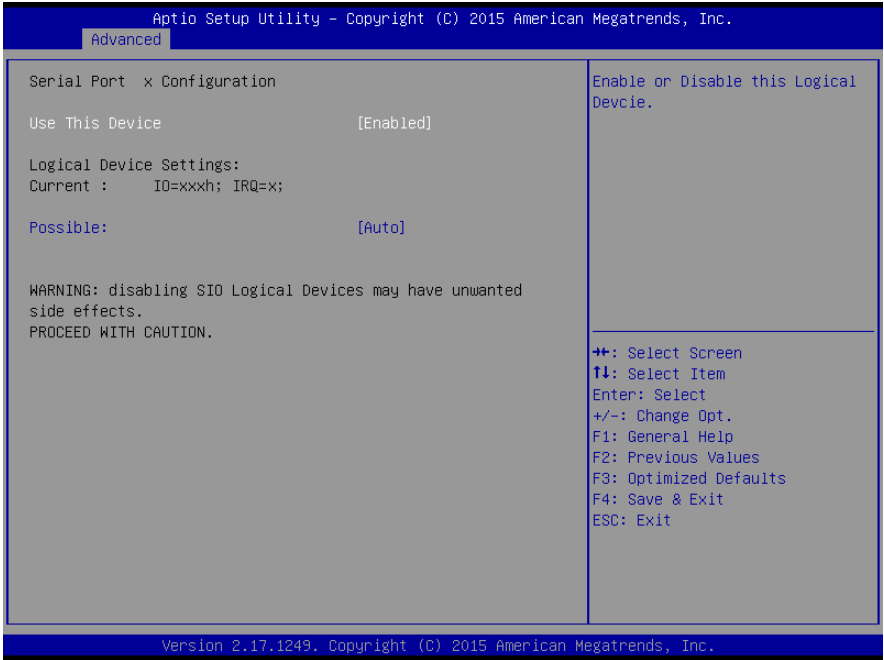 Aptio Setup Utility – Copyright (C) 2015 American Megatrends, Inc.
Advanced
Serial Port x Configuration
Use This Device [Enabled]
Logical Device Settings:
Current : IO=xxxh; IRQ=x;
Possible: [Auto]
WARNING: disabling SIO Logical Devices may have unwanted
side effects.
PROCEED WITH CAUTION.
Enable or Disable this Logical
Devcie.
→←: Select Screen
↑↓: Select Item
Enter: Select
+/-: Change Opt.
F1: General Help
F2: Previous Values
F3: Optimized Defaults
F4: Save & Exit
ESC: Exit
Version 2.17.1249. Copyright (C) 2015 American Megatrends, Inc.